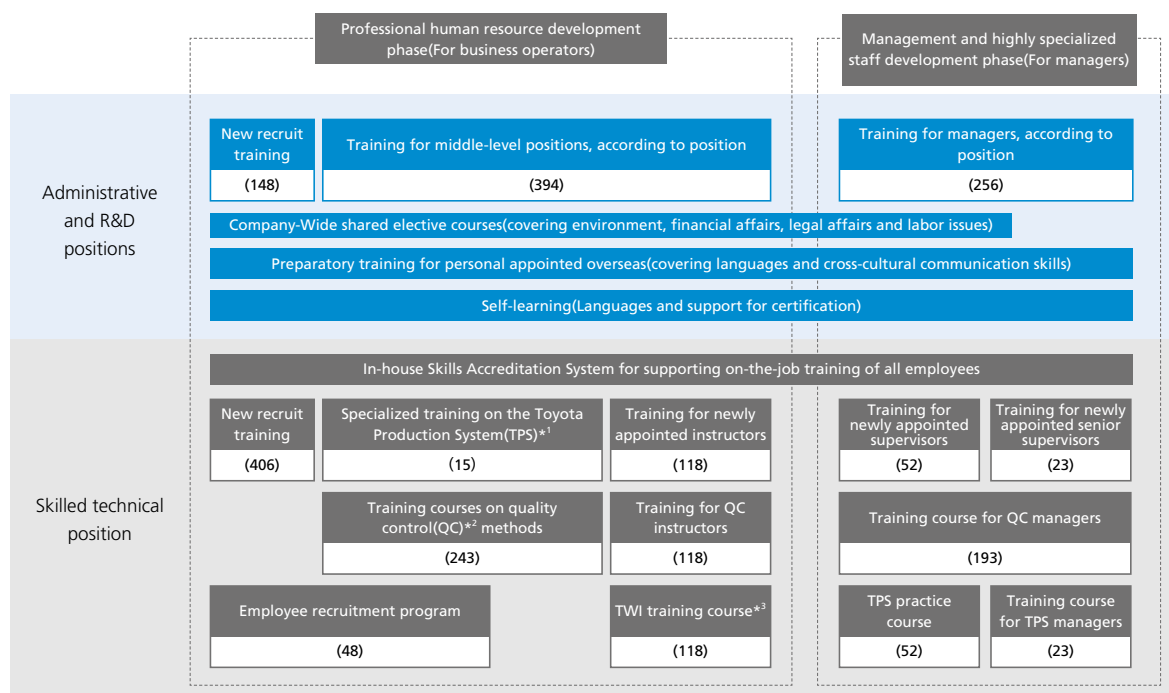 Professional human resource development
phase(For business operators)
Management and highly specialized
staff development phase(For managers)
Administrative
and R&D
positions
New recruit
training
(148)
Training for middle-level positions, according to position
(394)
Training for managers, according to
position
(256)
Company-Wide shared elective courses(covering environment, financial affairs, legal affairs and labor issues)
Preparatory training for personal appointed overseas(covering languages and cross-cultural communication skills)
Self-learning(Languages and support for certification)
Skilled technical
position
In-house Skills Accreditation System for supporting on-the-job training of all employees
New recruit
training
(406)
Specialized training on the Toyota
Production System(TPS)*1
(15)
Training for newly
appointed instructors
(118)
Training for
newly appointed
supervisors
(52)
Training for newly
appointed senior
supervisors
(23)
Training courses on quality
control(QC)*2 methods
(243)
Training for QC
instructors
(118)
Training course for QC managers
(193)
Employee recruitment program
(48)
TWI training course*3
(118)
TPS practice
course
(52)
Training course
for TPS managers
(23)